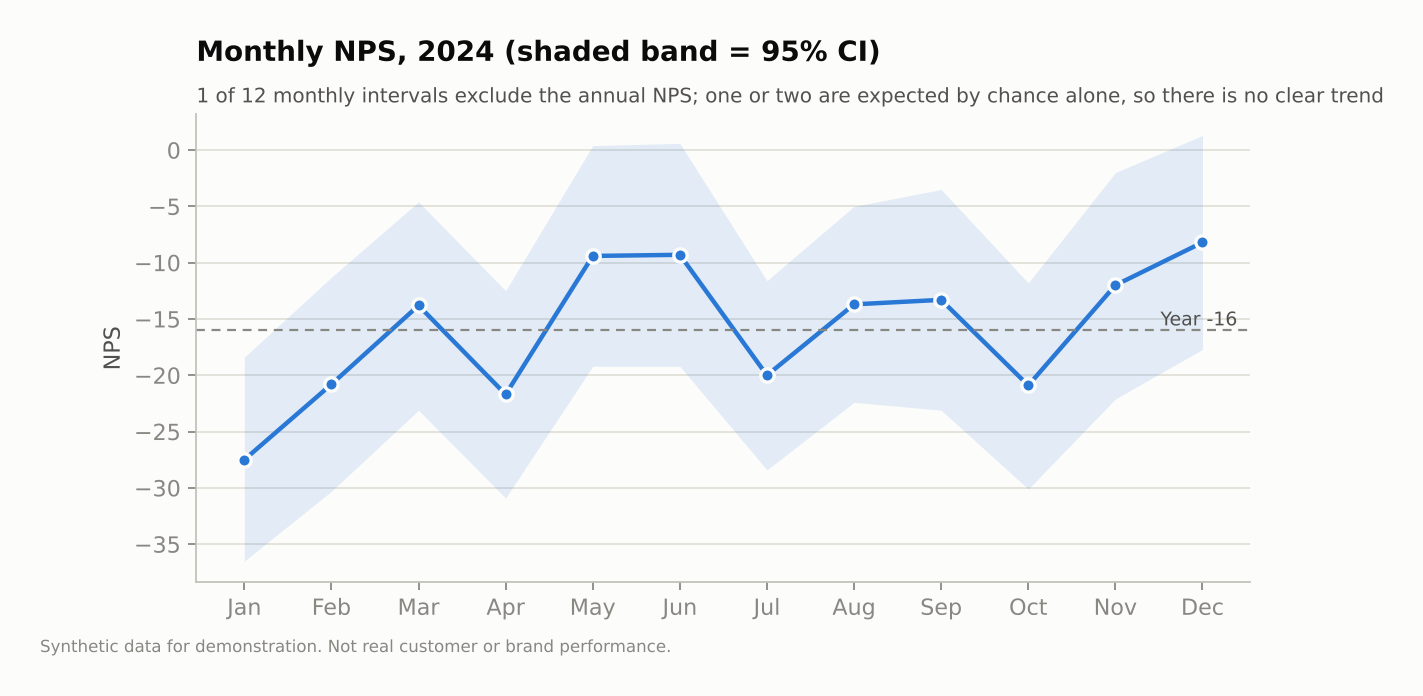 Monthly NPS, 2024 (shaded band = 95% CI)
1 of 12 monthly intervals exclude the annual NPS; one or two are expected by chance alone, so there is no clear trend
0
−5
−10
−15
−20
−25
−30
−35
NPS
Year -16
Jan Feb Mar Apr May Jun Jul Aug Sep Oct Nov Dec
Synthetic data for demonstration. Not real customer or brand performance.